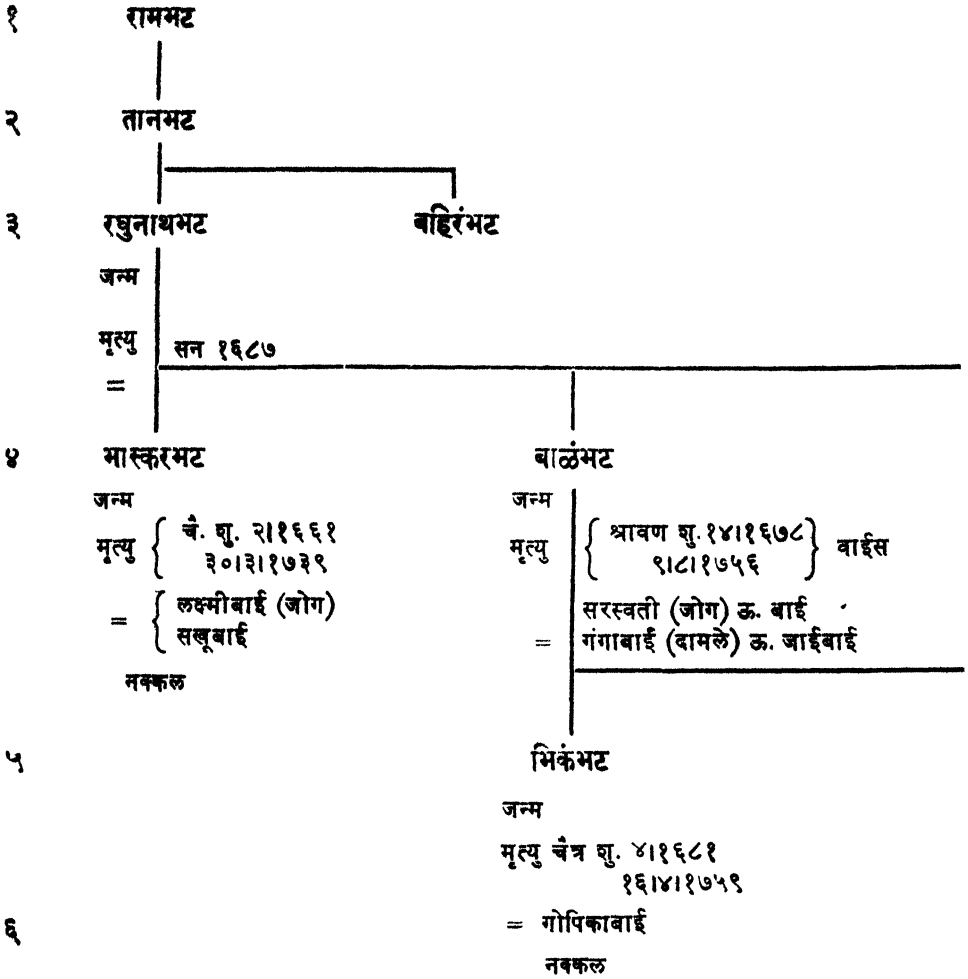 १ रामभट
२ तानभट
३ रघुनाथभट बहिरंभट
जन्म
मृत्यु सन १६८७
=
४ भास्करभट बाळंभट
जन्म जन्म
मृत्यु { चै. शु. २।१६६१ मृत्यु { श्रावण शु. १४।१६७८ } वाईस
३०।३।१७३९ ९।८।१७५६
= { लक्ष्मीबाई (जोग) सरस्वती (जोग) ऊ. बाई
सखूबाई = गंगाबाई (दामले) ऊ. जाईबाई
नक्कल
५ भिकंभट
जन्म
मृत्यु चैत्र शु. ४।१६८१
१६।४।१७५९
६ = गोपिकाबाई
नक्कल